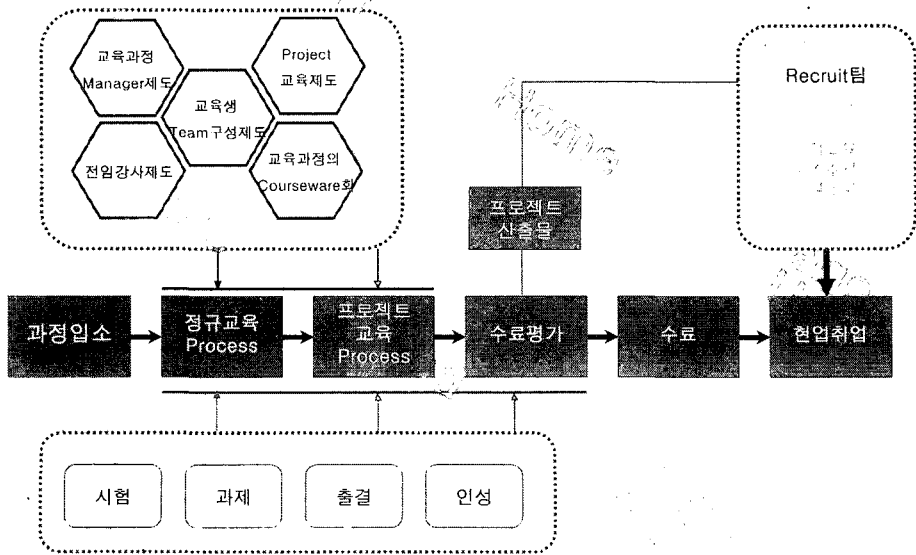 교육과정
Manager제도
Project
교육제도
교육생
Team구성제도
전임강사제도
교육과정의
Courseware화
Recruit팀
프로젝트
산출물
과정입소
정규교육
Process
프로젝트
교육
Process
수료평가
수료
현업취업
시험
과제
출결
인성